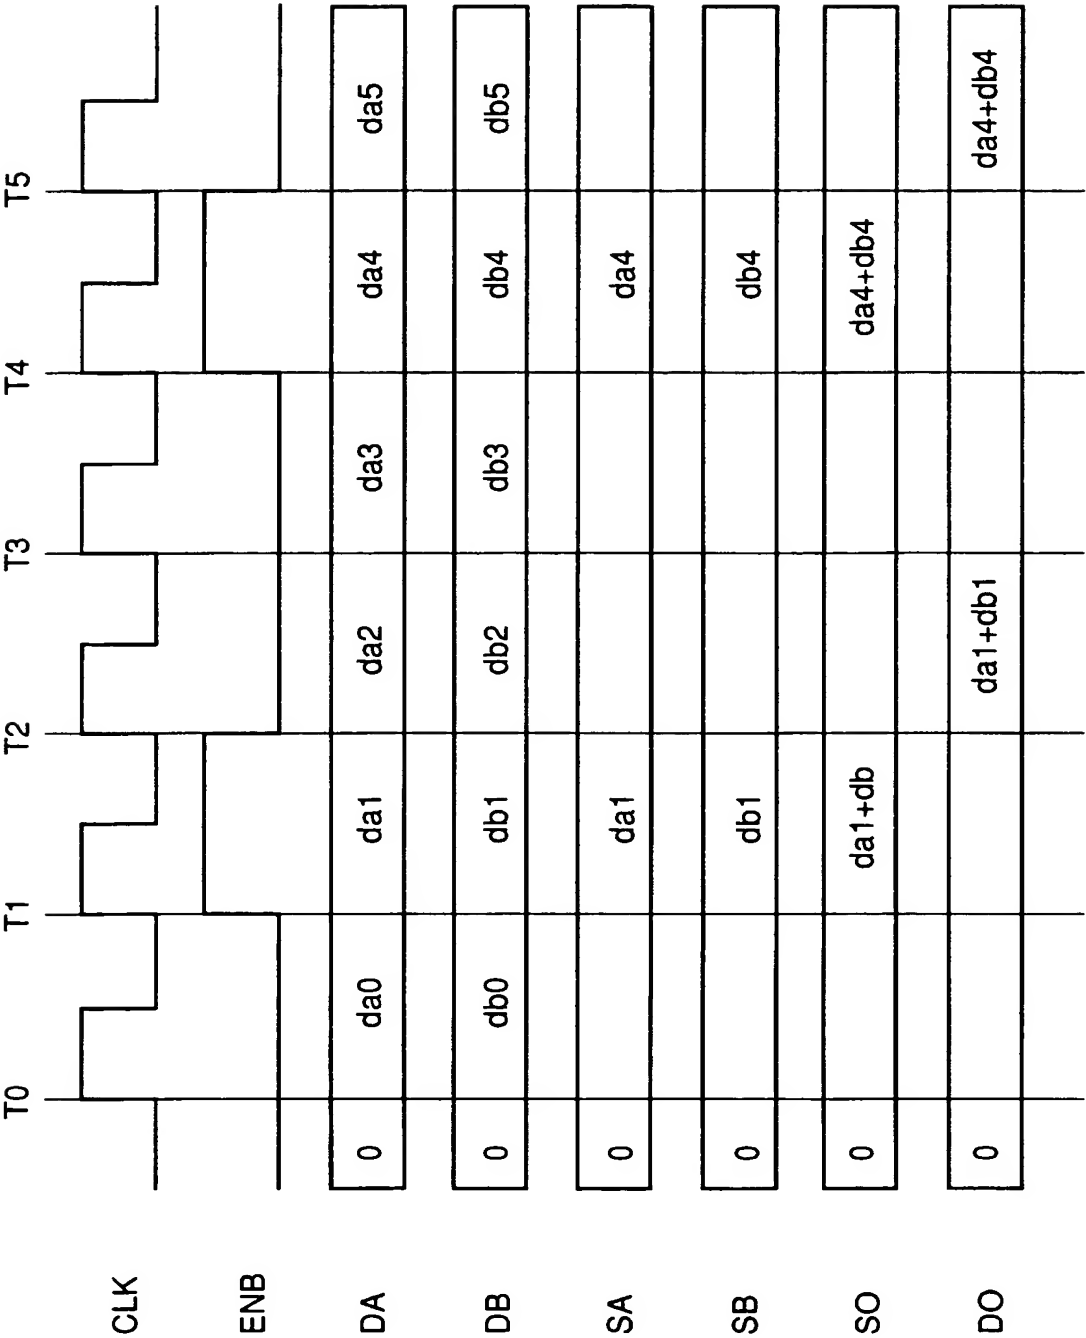 T0 T1 T2 T3 T4 T5
CLK
ENB
DA 0 da0 da1 da2 da3 da4 da5
DB 0 db0 db1 db2 db3 db4 db5
SA 0 da1 da4
SB 0 db1 db4
SO 0 da1+db da4+db4
DO 0 da1+db1 da4+db4